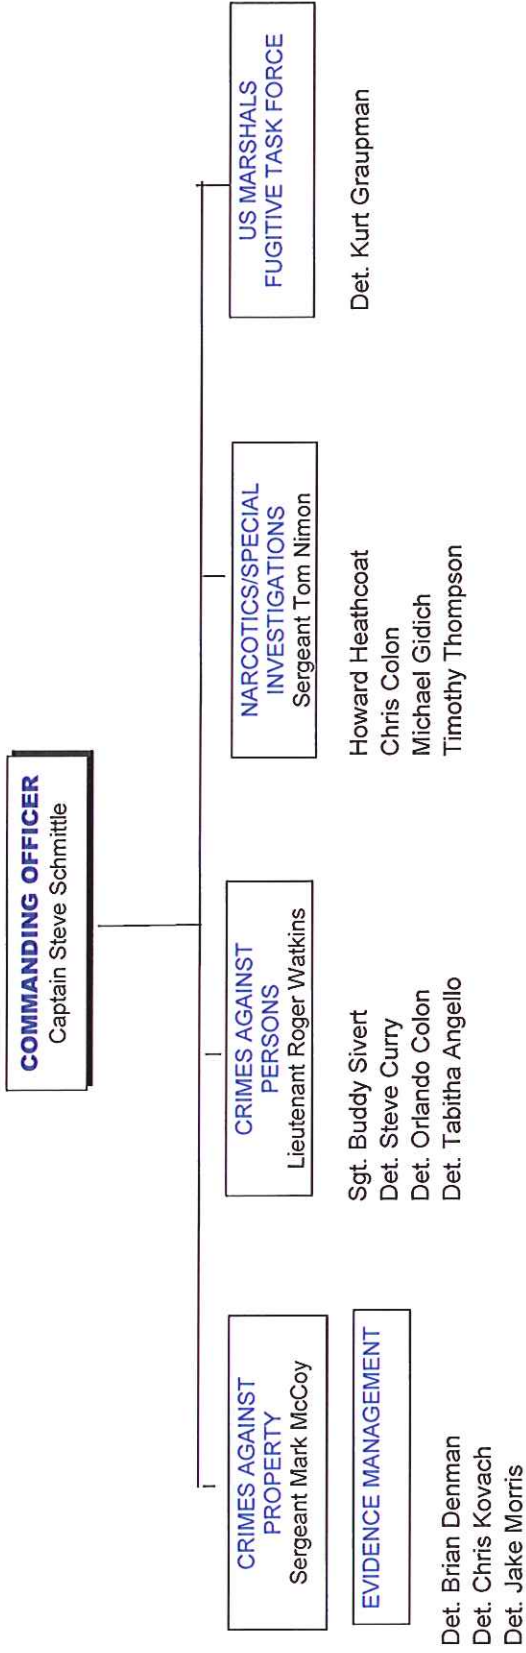 COMMANDING OFFICER
Captain Steve Schmittle
CRIMES AGAINST
PROPERTY
Sergeant Mark McCoy
EVIDENCE MANAGEMENT
Det. Brian Denman
Det. Chris Kovach
Det. Jake Morris
CRIMES AGAINST
PERSONS
Lieutenant Roger Watkins
Sgt. Buddy Sivert
Det. Steve Curry
Det. Orlando Colon
Det. Tabitha Angello
NARCOTICS/SPECIAL
INVESTIGATIONS
Sergeant Tom Nimon
Howard Heathcoat
Chris Colon
Michael Gidich
Timothy Thompson
US MARSHALS
FUGITIVE TASK FORCE
Det. Kurt Graupman